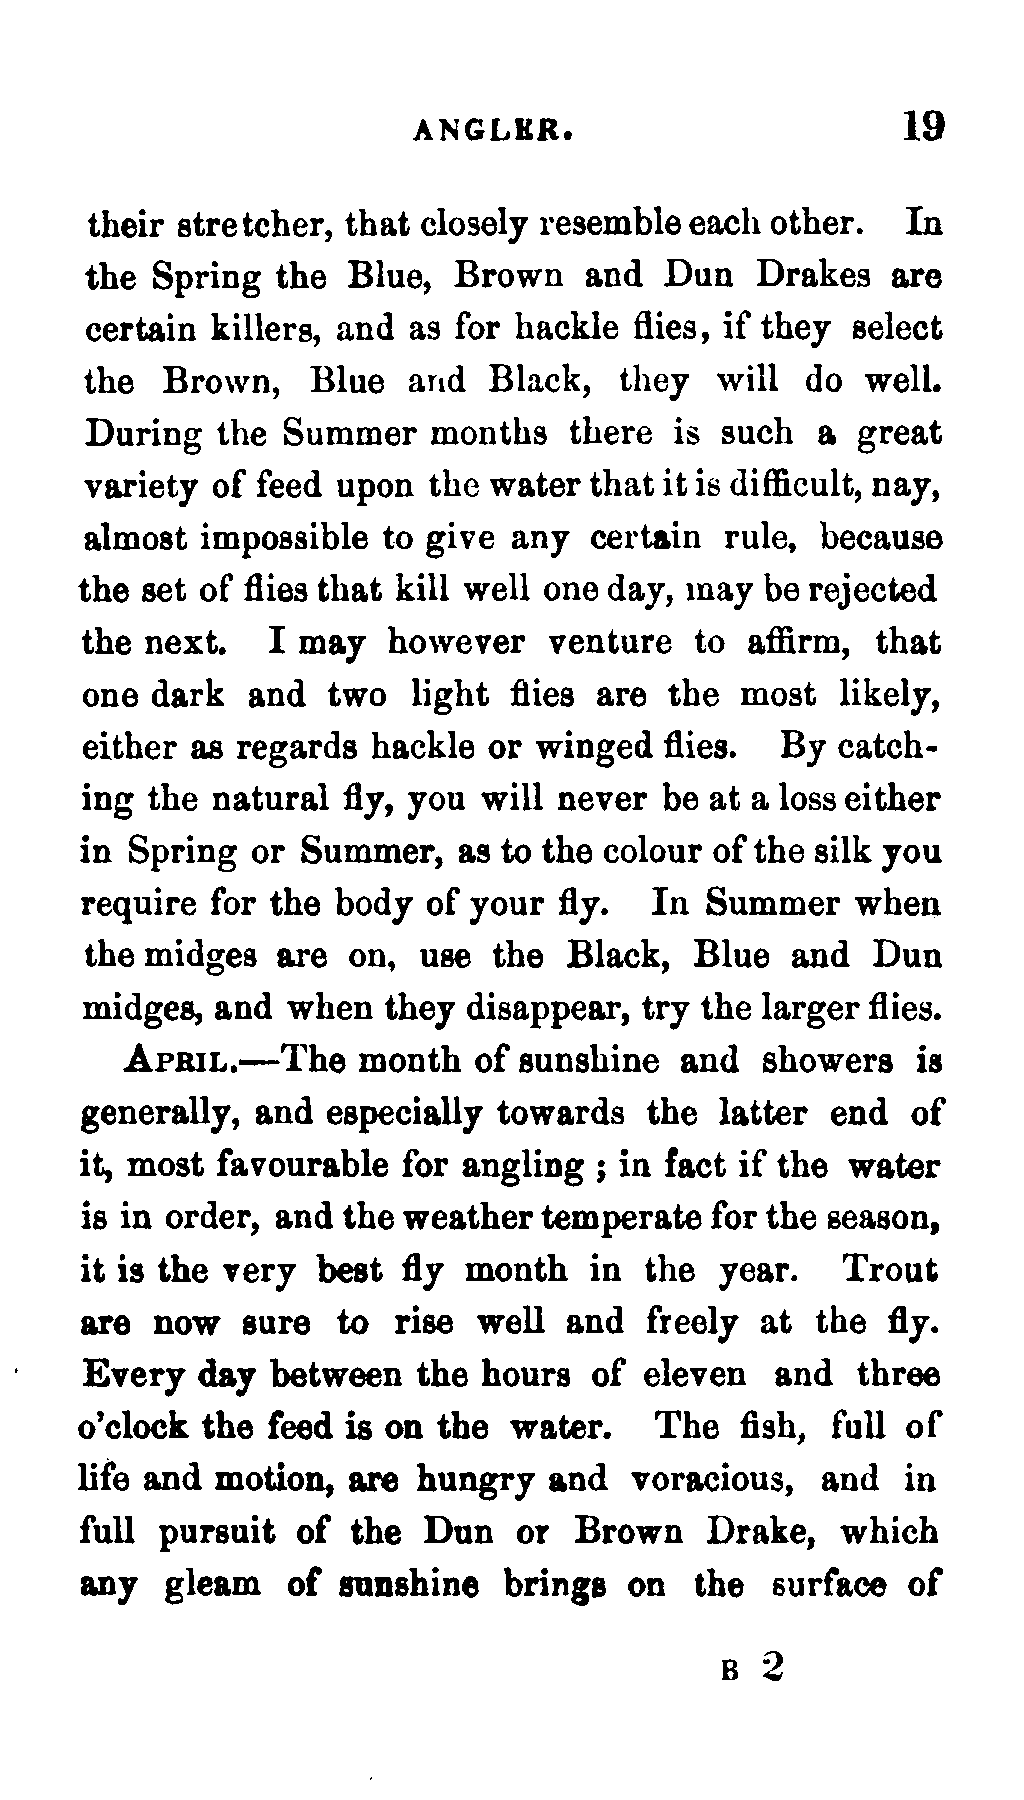 ANGLER. 19
their stretcher, that closely resemble each other. In
the Spring the Blue, Brown and Dun Drakes are
certain killers, and as for hackle flies, if they select
the Brown, Blue and Black, they will do well.
During the Summer months there is such a great
variety of feed upon the water that it is difficult, nay,
almost impossible to give any certain rule, because
the set of flies that kill well one day, may be rejected
the next. I may however venture to affirm, that
one dark and two light flies are the most likely,
either as regards hackle or winged flies. By catch-
ing the natural fly, you will never be at a loss either
in Spring or Summer, as to the colour of the silk you
require for the body of your fly. In Summer when
the midges are on, use the Black, Blue and Dun
midges, and when they disappear, try the larger flies.
APRIL.—The month of sunshine and showers is
generally, and especially towards the latter end of
it, most favourable for angling ; in fact if the water
is in order, and the weather temperate for the season,
it is the very best fly month in the year. Trout
are now sure to rise well and freely at the fly.
Every day between the hours of eleven and three
o'clock the feed is on the water. The fish, full of
life and motion, are hungry and voracious, and in
full pursuit of the Dun or Brown Drake, which
any gleam of sunshine brings on the surface of
B 2